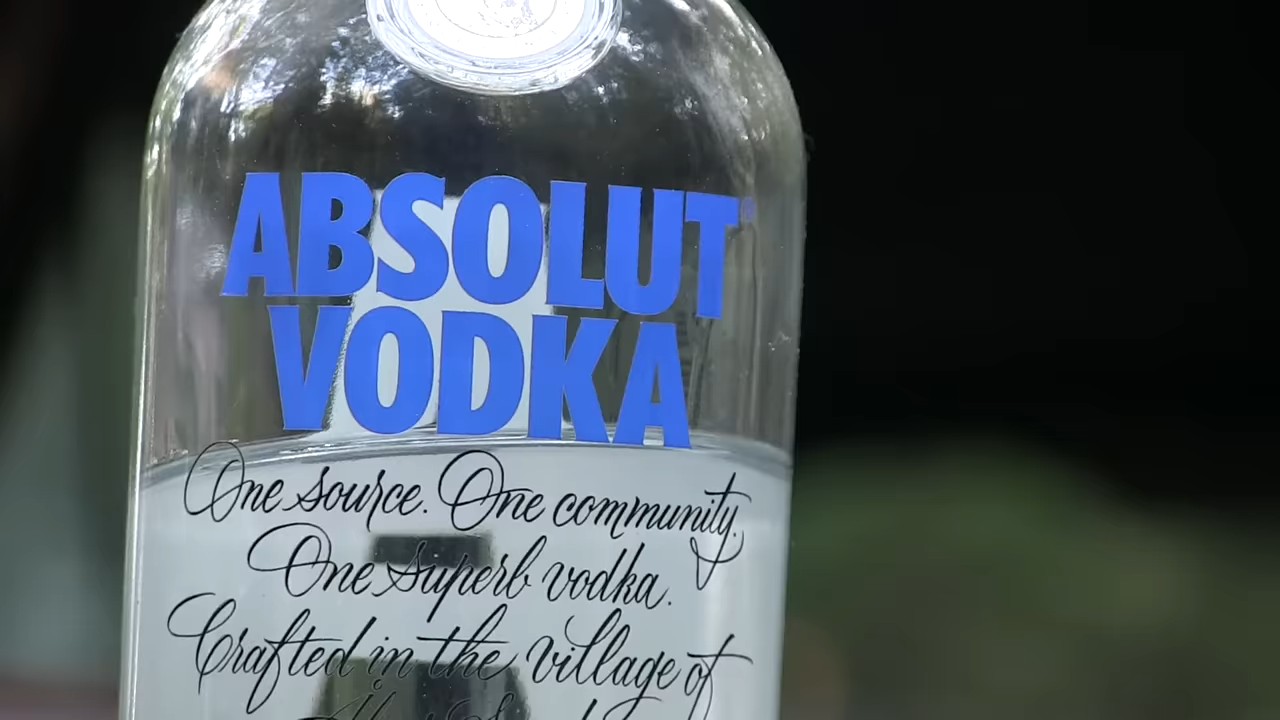 ABSOLUT
VODKA
One source. One community.
One superb vodka.
Crafted in the village of